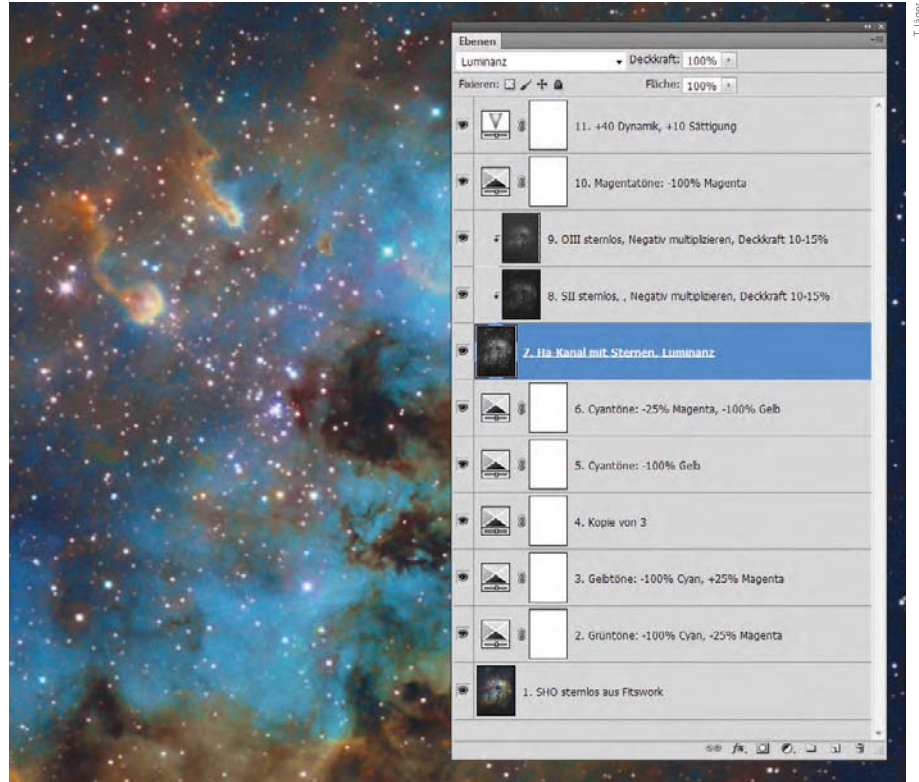 T. Jäger
Ebenen
Luminanz Deckkraft: 100%
Fixieren: Fläche: 100%
11. +40 Dynamik, +10 Sättigung
10. Magentatöne: -100% Magenta
9. OIII sternlos, Negativ multiplizieren, Deckkraft 10-15%
8. SII sternlos, , Negativ multiplizieren, Deckkraft 10-15%
7. Ha-Kanal mit Sternen, Luminanz
6. Cyantöne: -25% Magenta, -100% Gelb
5. Cyantöne: -100% Gelb
4. Kopie von 3
3. Gelbtöne: -100% Cyan, +25% Magenta
2. Grüntöne: -100% Cyan, -25% Magenta
1. SHO sternlos aus Fitswork
fx.